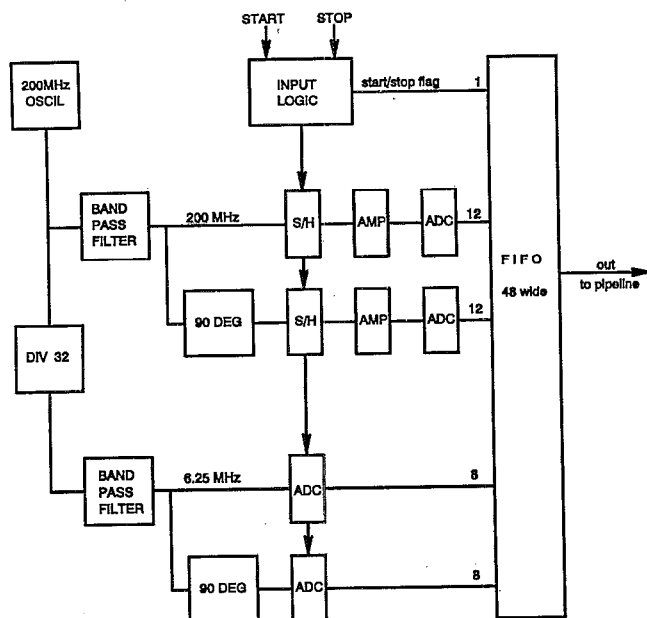 START STOP
200MHz
OSCIL
INPUT
LOGIC
start/stop flag
1
BAND
PASS
FILTER
200 MHz
S/H
AMP
ADC
12
FIFO
48 wide
out
to pipeline
90 DEG
S/H
AMP
ADC
12
DIV 32
BAND
PASS
FILTER
6.25 MHz
ADC
8
90 DEG
ADC
8